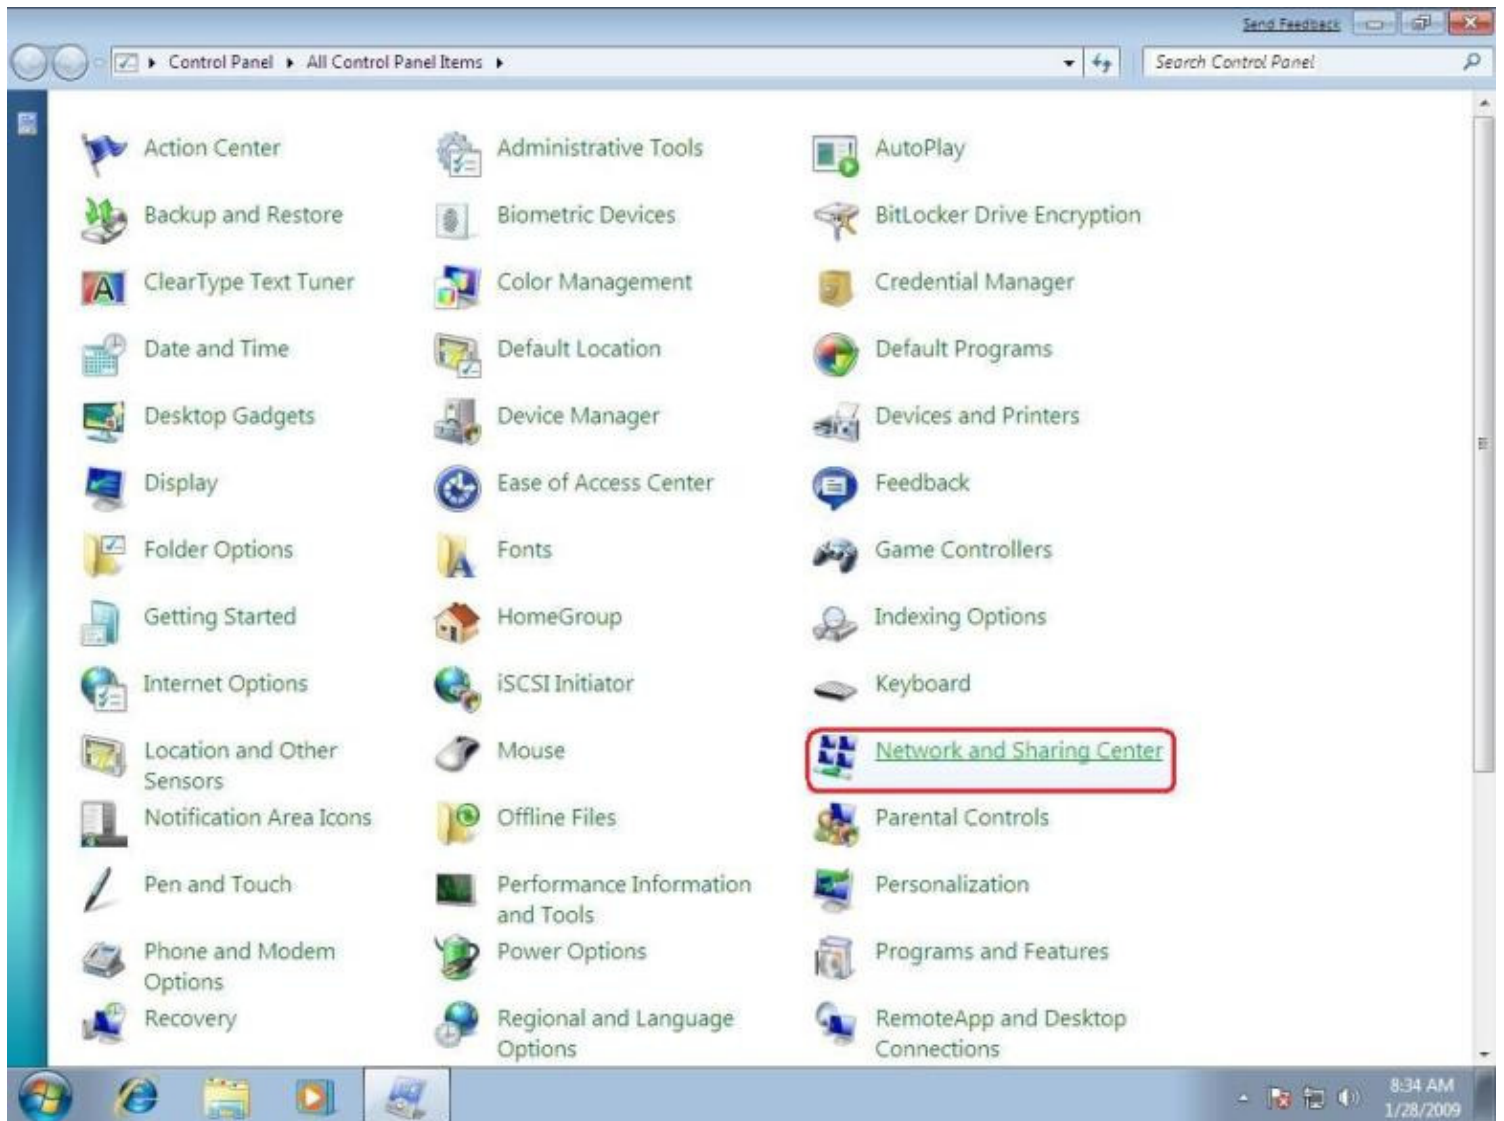 Send Feedback
Control Panel All Control Panel Items
Search Control Panel
Action Center
Administrative Tools
AutoPlay
Backup and Restore
Biometric Devices
BitLocker Drive Encryption
ClearType Text Tuner
Color Management
Credential Manager
Date and Time
Default Location
Default Programs
Desktop Gadgets
Device Manager
Devices and Printers
Display
Ease of Access Center
Feedback
Folder Options
Fonts
Game Controllers
Getting Started
HomeGroup
Indexing Options
Internet Options
iSCSI Initiator
Keyboard
Location and Other
Sensors
Mouse
Network and Sharing Center
Notification Area Icons
Offline Files
Parental Controls
Pen and Touch
Performance Information
and Tools
Personalization
Phone and Modem
Options
Power Options
Programs and Features
Recovery
Regional and Language
Options
RemoteApp and Desktop
Connections
8:34 AM
1/28/2009